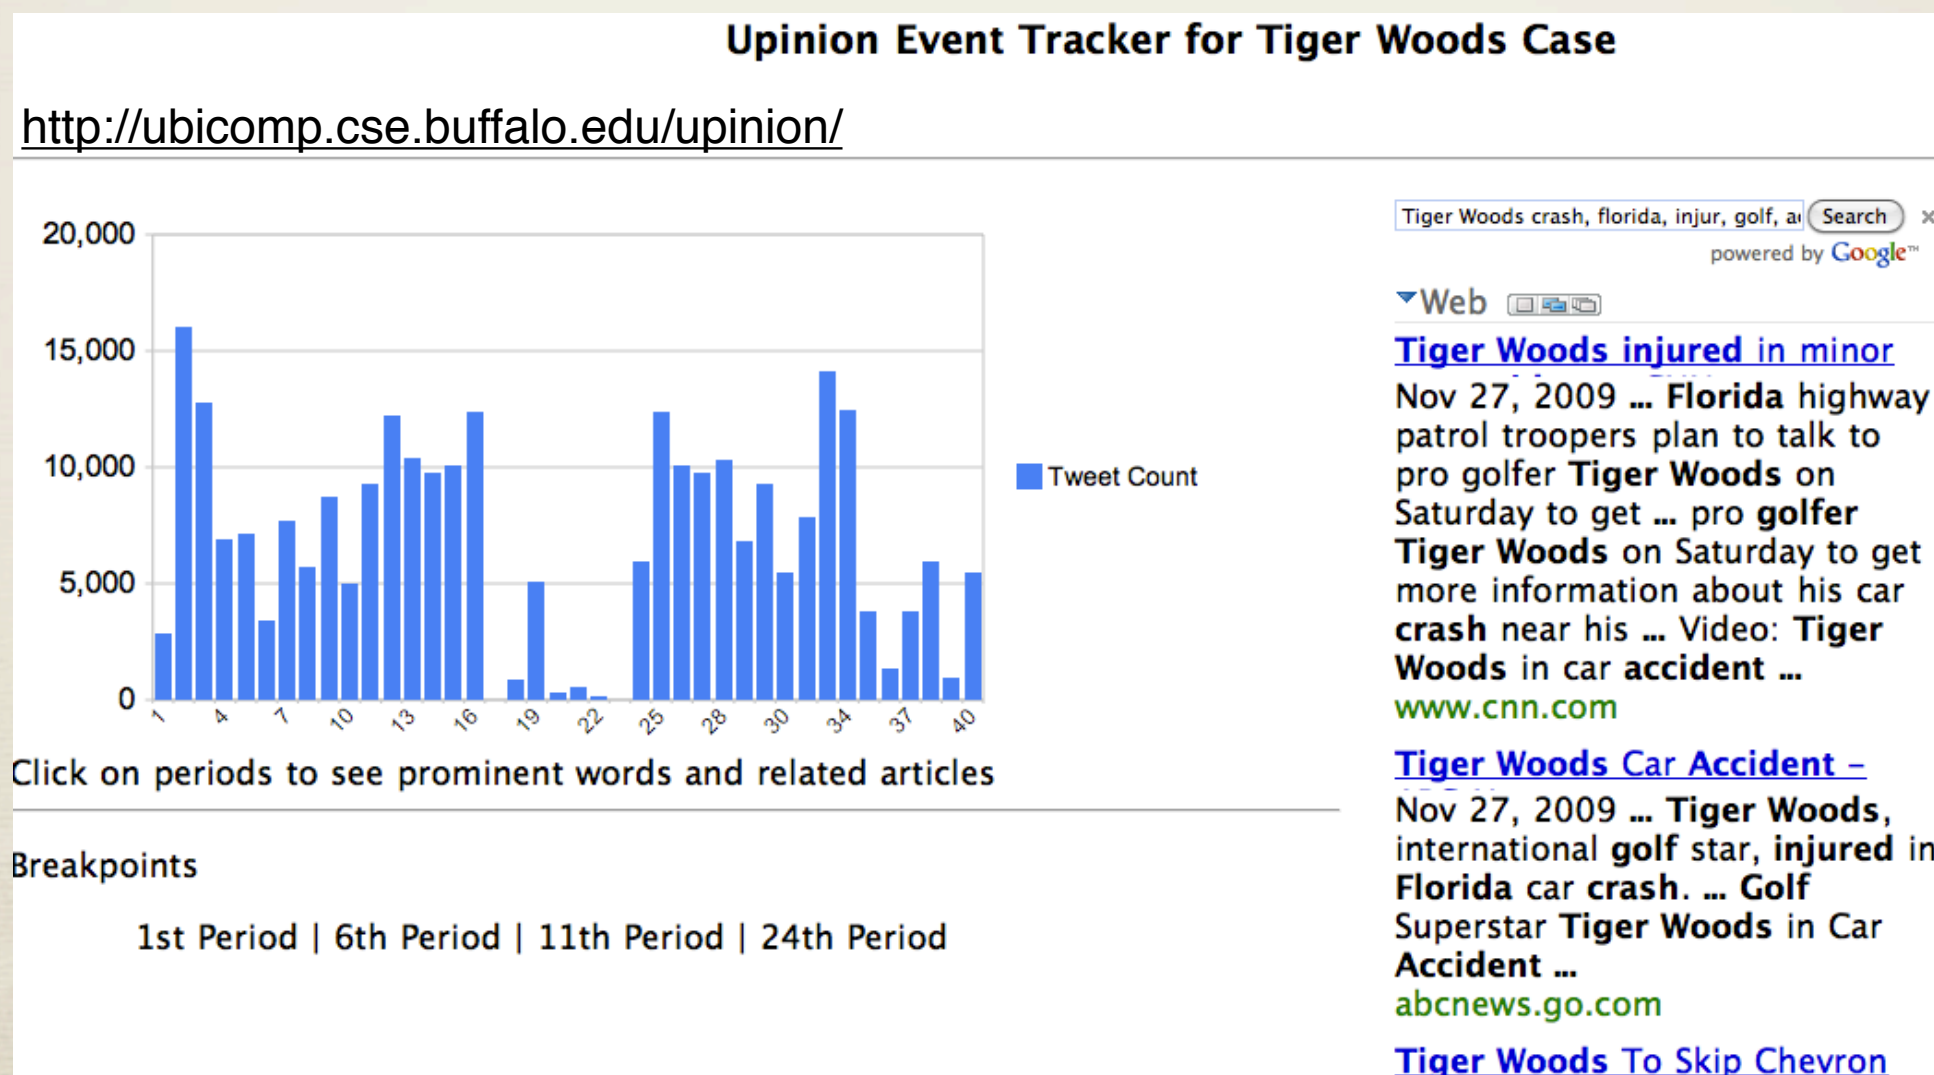 Upinion Event Tracker for Tiger Woods Case
http://ubicomp.cse.buffalo.edu/upinion/
20,000
15,000
10,000
5,000
0
1 4 7 10 13 16 19 22 25 28 30 34 37 40
Tweet Count
Click on periods to see prominent words and related articles
Breakpoints
1st Period | 6th Period | 11th Period | 24th Period
Tiger Woods crash, florida, injur, golf, a Search ×
powered by Google™
Web
Tiger Woods injured in minor
Nov 27, 2009 ... Florida highway
patrol troopers plan to talk to
pro golfer Tiger Woods on
Saturday to get ... pro golfer
Tiger Woods on Saturday to get
more information about his car
crash near his ... Video: Tiger
Woods in car accident ...
www.cnn.com
Tiger Woods Car Accident –
Nov 27, 2009 ... Tiger Woods,
international golf star, injured in
Florida car crash. ... Golf
Superstar Tiger Woods in Car
Accident ...
abcnews.go.com
Tiger Woods To Skip Chevron